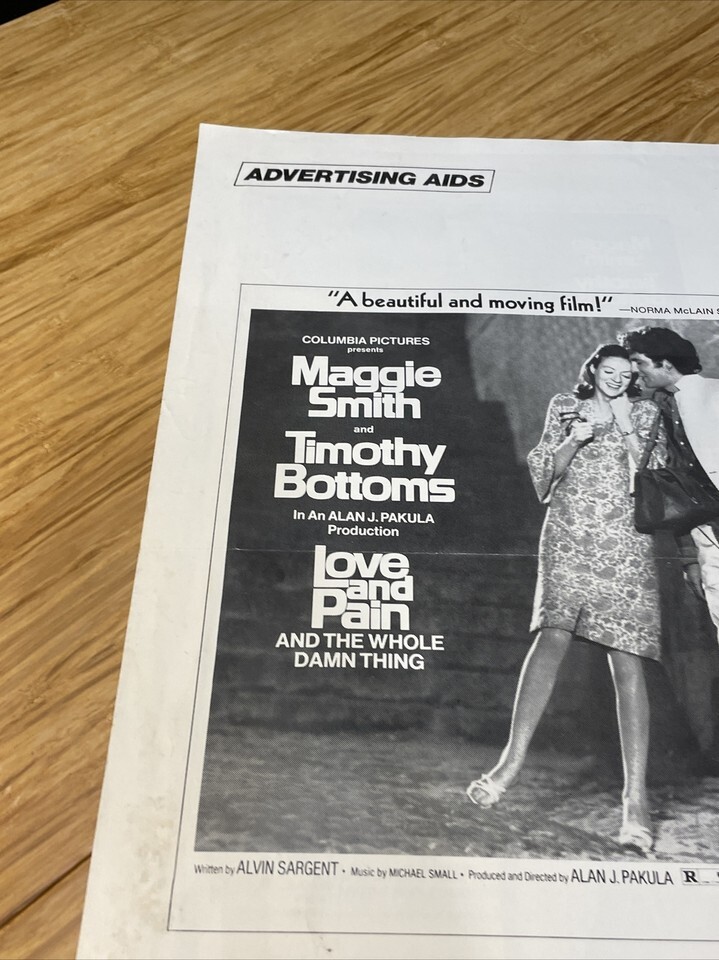 ADVERTISING AIDS
"A beautiful and moving film!" —NORMA McLAIN
COLUMBIA PICTURES
presents
Maggie
Smith
and
Timothy
Bottoms
In An ALAN J. PAKULA
Production
Love
and
Pain
AND THE WHOLE
DAMN THING
Written by ALVIN SARGENT • Music by MICHAEL SMALL • Produced and Directed by ALAN J. PAKULA R